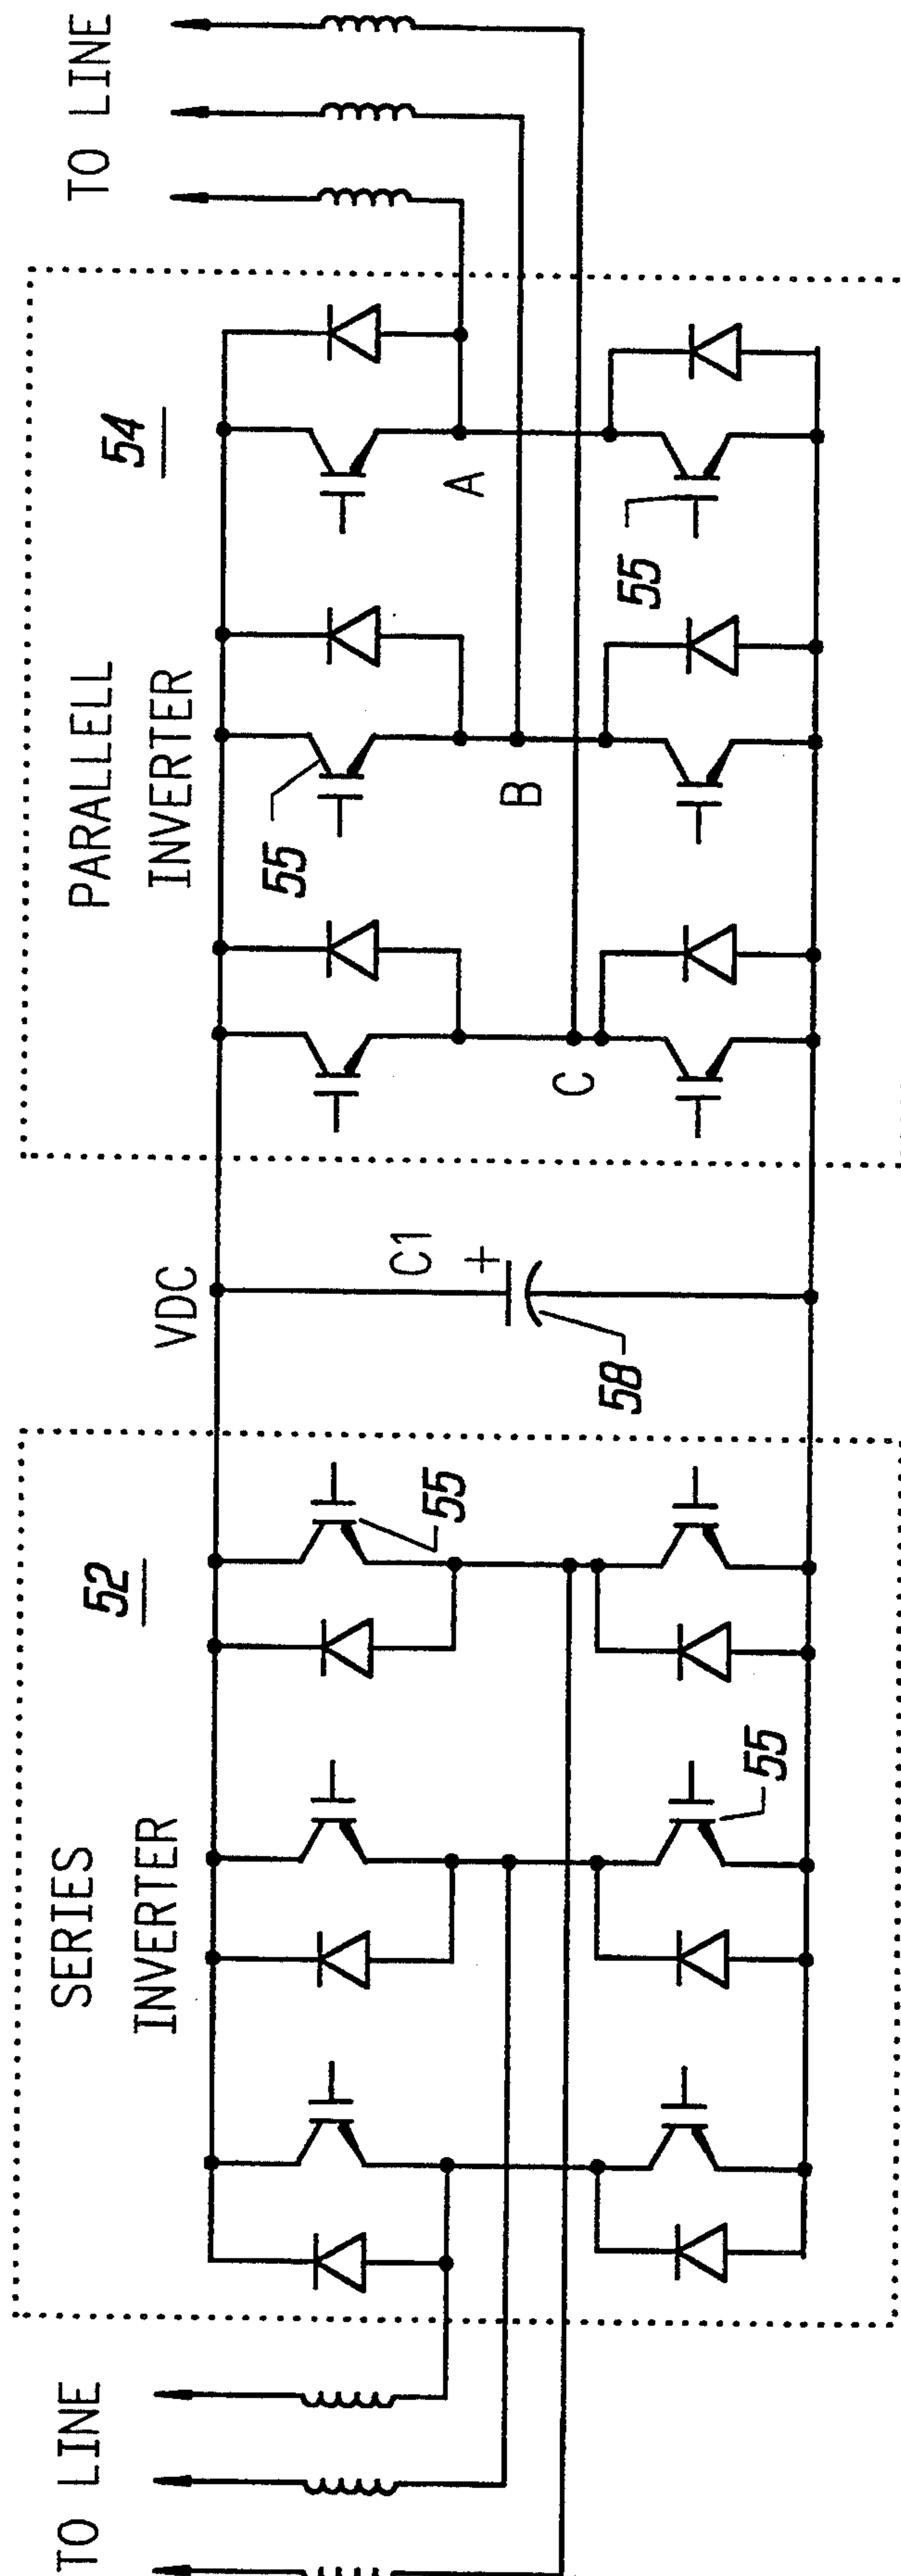 TO LINE
SERIES
INVERTER
52
55
55
VDC
C1
+
58
PARALLELL
INVERTER
54
55
55
A
B
C
TO LINE